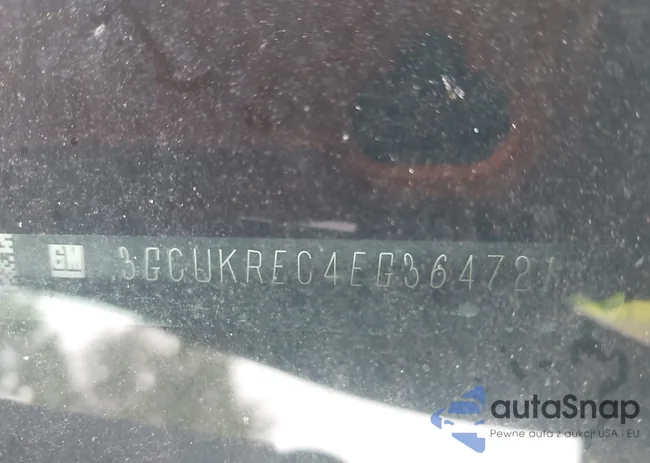 GM 3GCUKREC4EG364721
autaSnap
Pewne auta z aukcji USA i EU